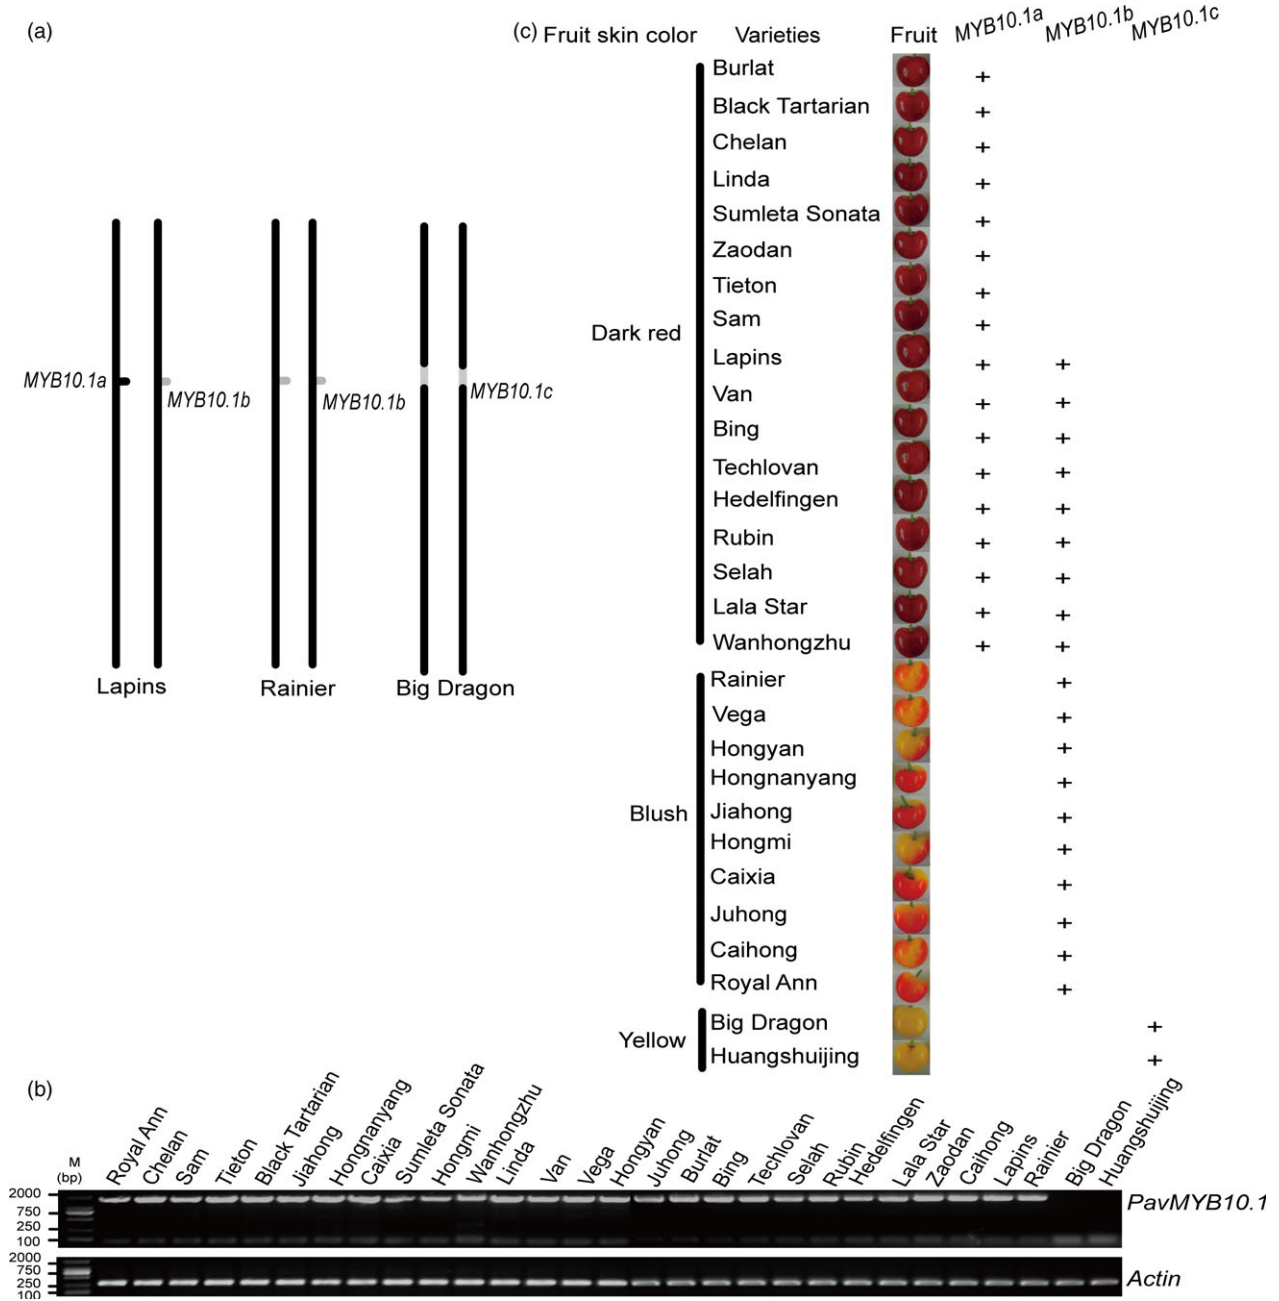 (a)
MYB10.1a
MYB10.1b
MYB10.1b
MYB10.1c
Lapins
Rainier
Big Dragon
(c) Fruit skin color Varieties Fruit MYB10.1a MYB10.1b MYB10.1c
Burlat +
Black Tartarian +
Chelan +
Linda +
Sumleta Sonata +
Zaodan +
Tieton +
Sam +
Dark red
Lapins + +
Van + +
Bing + +
Techlovan + +
Hedelfingen + +
Rubin + +
Selah + +
Lala Star + +
Wanhongzhu + +
Rainier +
Vega +
Hongyan +
Hongnanyang +
Blush
Jiahong +
Hongmi +
Caixia +
Juhong +
Caihong +
Royal Ann +
Yellow
Big Dragon +
Huangshuijing +
(b)
M
(bp)
Royal Ann
Chelan
Sam
Tieton
Black Tartarian
Jiahong
Hongnanyang
Caixia
Sumleta Sonata
Hongmi
Wanhongzhu
Linda
Van
Vega
Hongyan
Juhong
Burlat
Bing
Techlovan
Selah
Rubin
Hedelfingen
Lala Star
Zaodan
Caihong
Lapins
Rainier
Big Dragon
Huangshuijing
2000
750
250
100
PavMYB10.1
2000
750
250
100
Actin